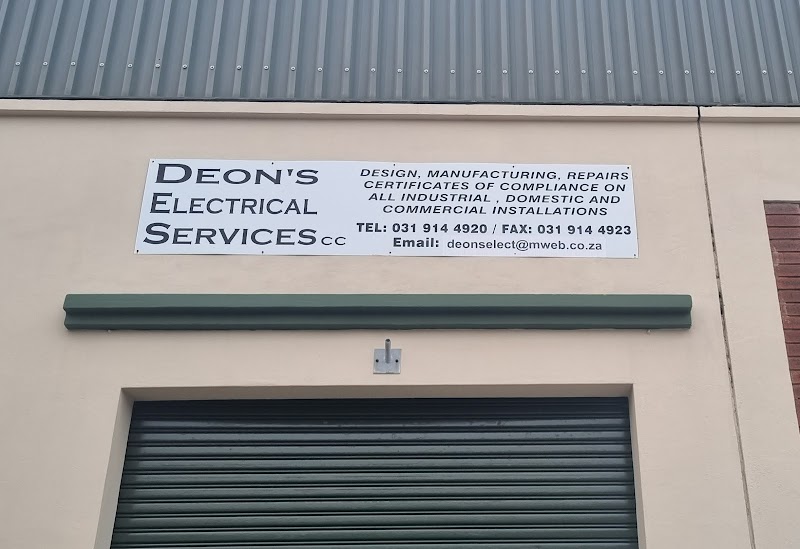 DEON'S
ELECTRICAL
SERVICES CC
DESIGN, MANUFACTURING, REPAIRS
CERTIFICATES OF COMPLIANCE ON
ALL INDUSTRIAL , DOMESTIC AND
COMMERCIAL INSTALLATIONS
TEL: 031 914 4920 / FAX: 031 914 4923
Email: deonselect@mweb.co.za